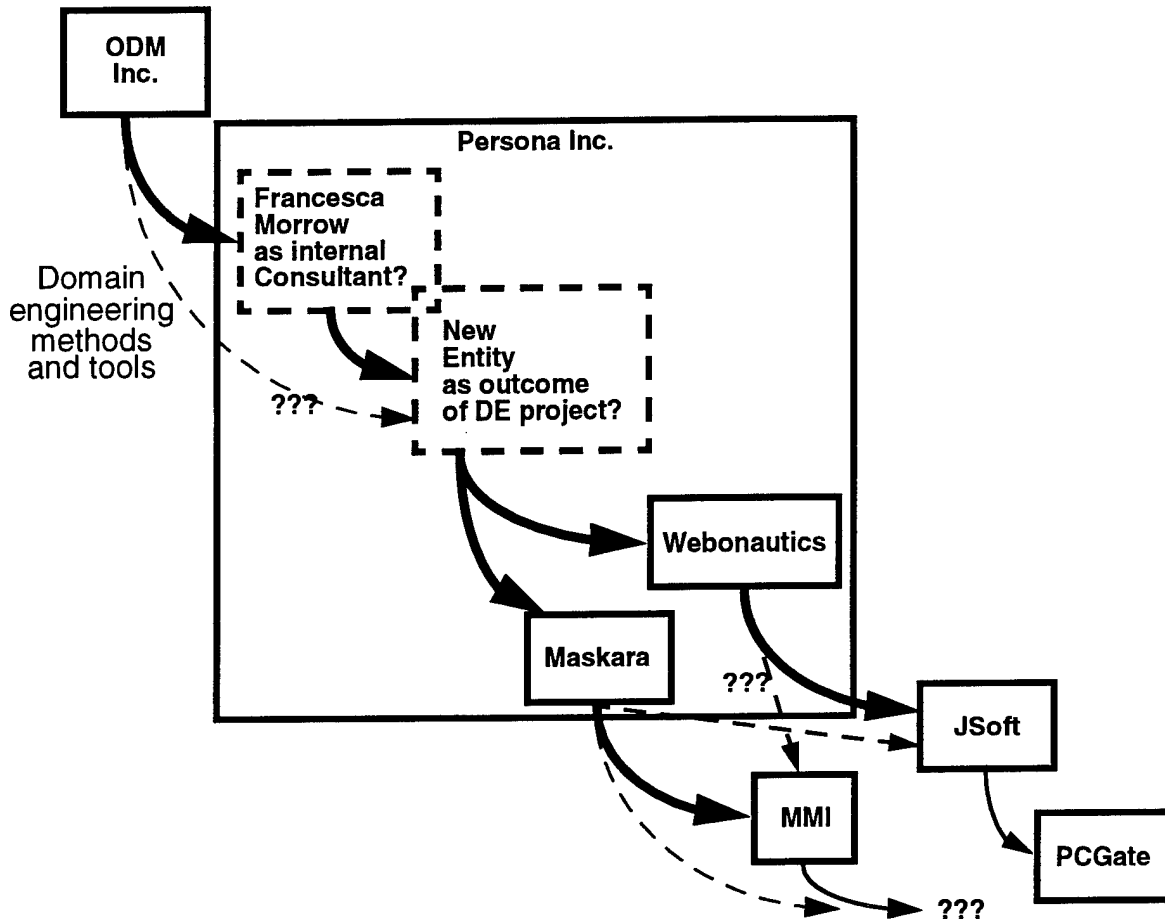 ODM
Inc.
Persona Inc.
Francesca
Morrow
as internal
Consultant?
Domain
engineering
methods
and tools
New
Entity
as outcome
of DE project?
???
Webonautics
Maskara
???
JSoft
MMI
PCGate
???